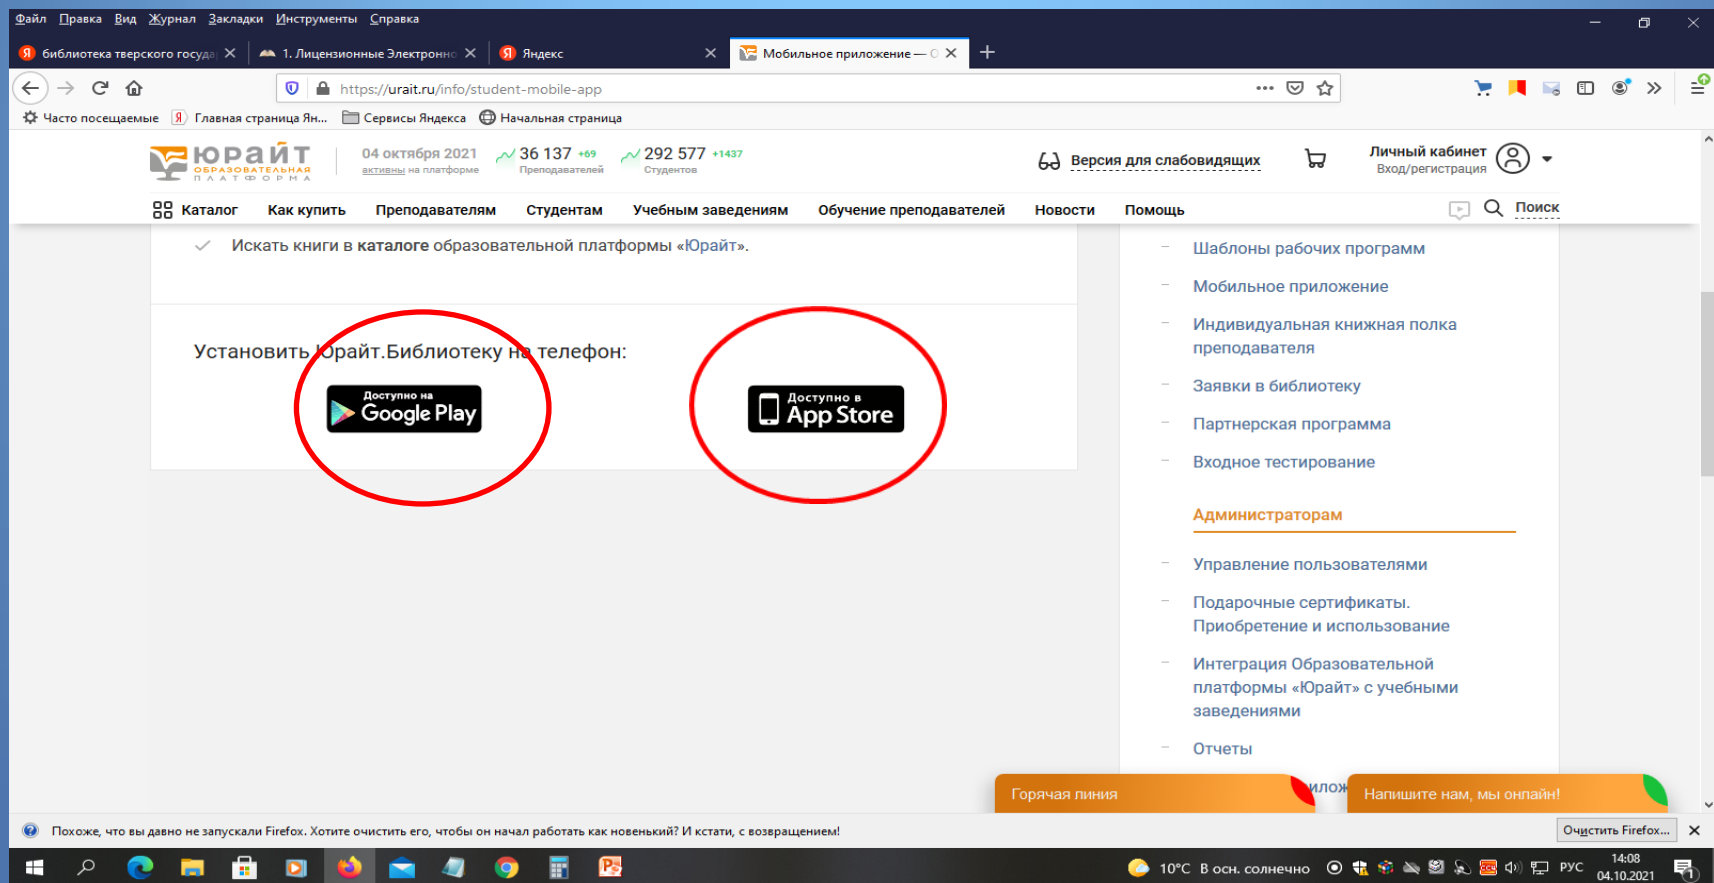 Файл Правка Вид Журнал Закладки Инструменты Справка
библиотека тверского госуда
1. Лицензионные Электронно
Яндекс
Мобильное приложение — О
https://urait.ru/info/student-mobile-app
Часто посещаемые Главная страница Ян... Сервисы Яндекса Начальная страница
ЮРАЙТ
ОБРАЗОВАТЕЛЬНАЯ
ПЛАТФОРМА
04 октября 2021
активны на платформе
36 137 +69
Преподавателей
292 577 +1437
Студентов
Версия для слабовидящих
Личный кабинет
Вход/регистрация
Каталог Как купить Преподавателям Студентам Учебным заведениям Обучение преподавателей Новости Помощь Поиск
Искать книги в каталоге образовательной платформы «Юрайт».
Установить Юрайт.Библиотеку на телефон:
Доступно на
Google Play
Доступно в
App Store
Шаблоны рабочих программ
Мобильное приложение
Индивидуальная книжная полка
преподавателя
Заявки в библиотеку
Партнерская программа
Входное тестирование
Администраторам
Управление пользователями
Подарочные сертификаты.
Приобретение и использование
Интеграция Образовательной
платформы «Юрайт» с учебными
заведениями
Отчеты
Горячая линия
Напишите нам, мы онлайн!
Похоже, что вы давно не запускали Firefox. Хотите очистить его, чтобы он начал работать как новенький? И кстати, с возвращением!
Очистить Firefox...
10°C В осн. солнечно
РУС
14:08
04.10.2021